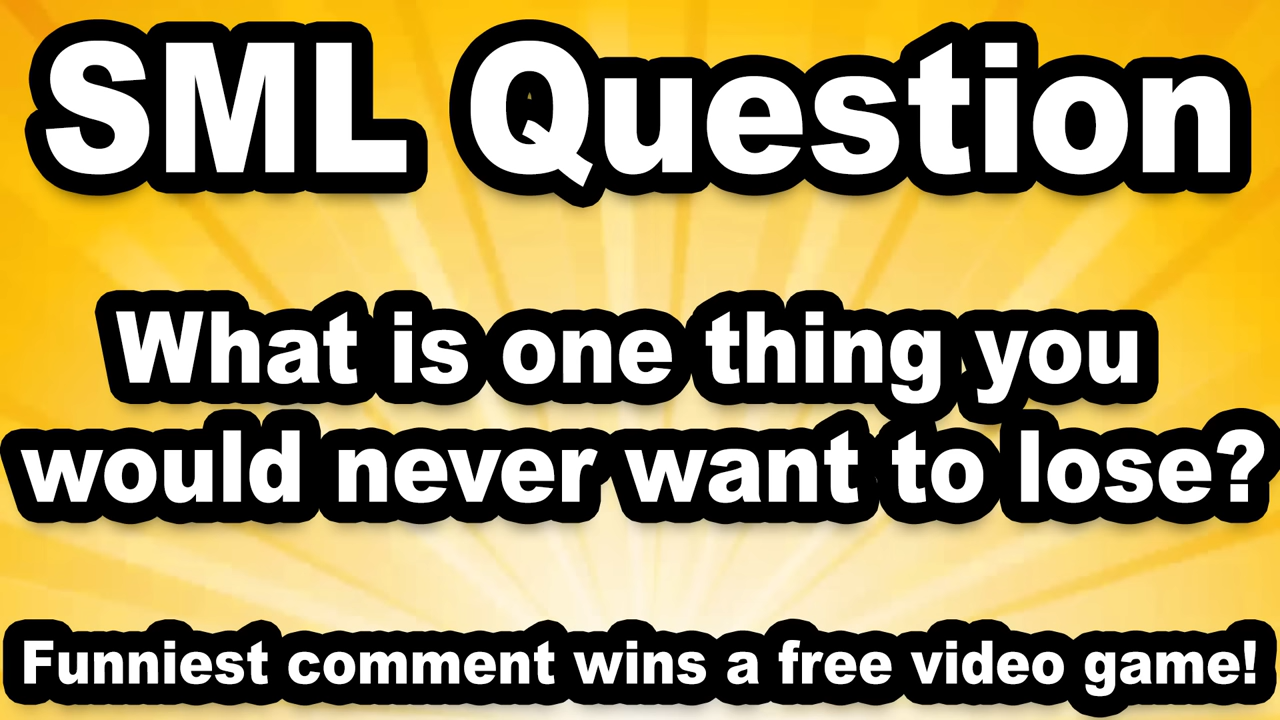 SML Question
What is one thing you
would never want to lose?
Funniest comment wins a free video game!